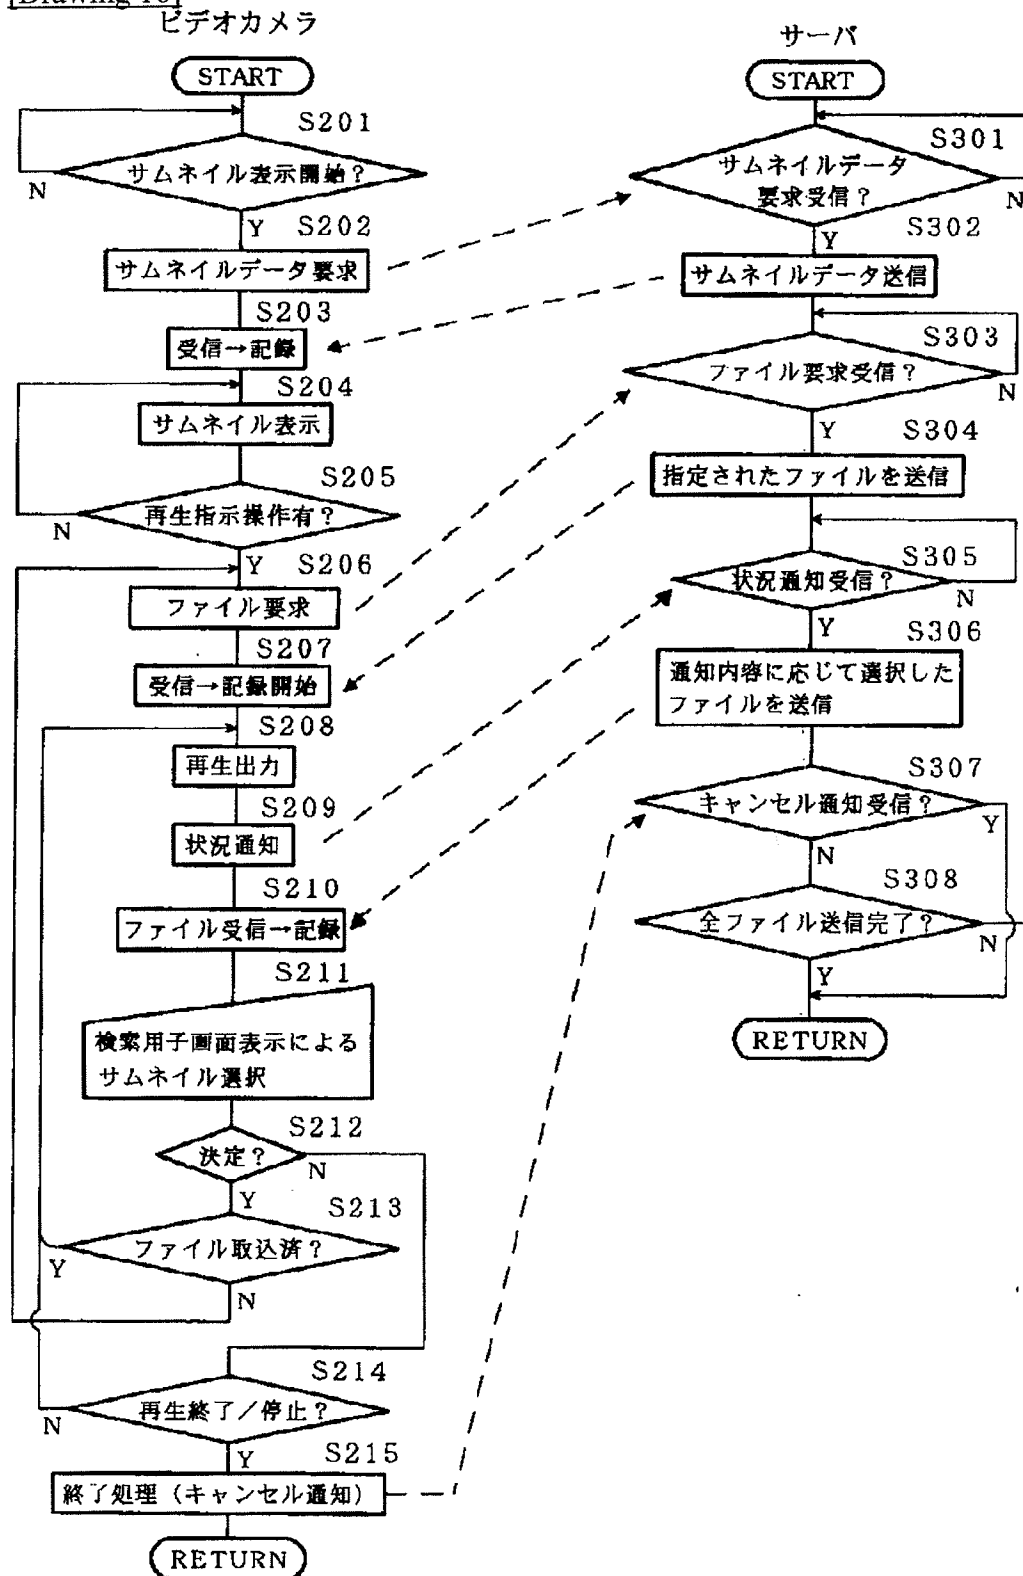 [Drawing 10]
ビデオカメラ
START
S201
サムネイル表示開始？
N
Y
S202
サムネイルデータ要求
S203
受信→記録
S204
サムネイル表示
S205
再生指示操作有？
N
Y
S206
ファイル要求
S207
受信→記録開始
S208
再生出力
S209
状況通知
S210
ファイル受信→記録
S211
検索用子画面表示による
サムネイル選択
S212
決定？
N
Y
S213
ファイル取込済？
Y
N
S214
再生終了／停止？
N
Y
S215
終了処理（キャンセル通知）
RETURN
サーバ
START
S301
サムネイルデータ
要求受信？
N
Y
S302
サムネイルデータ送信
S303
ファイル要求受信？
N
Y
S304
指定されたファイルを送信
S305
状況通知受信？
N
Y
S306
通知内容に応じて選択した
ファイルを送信
S307
キャンセル通知受信？
Y
N
S308
全ファイル送信完了？
N
Y
RETURN